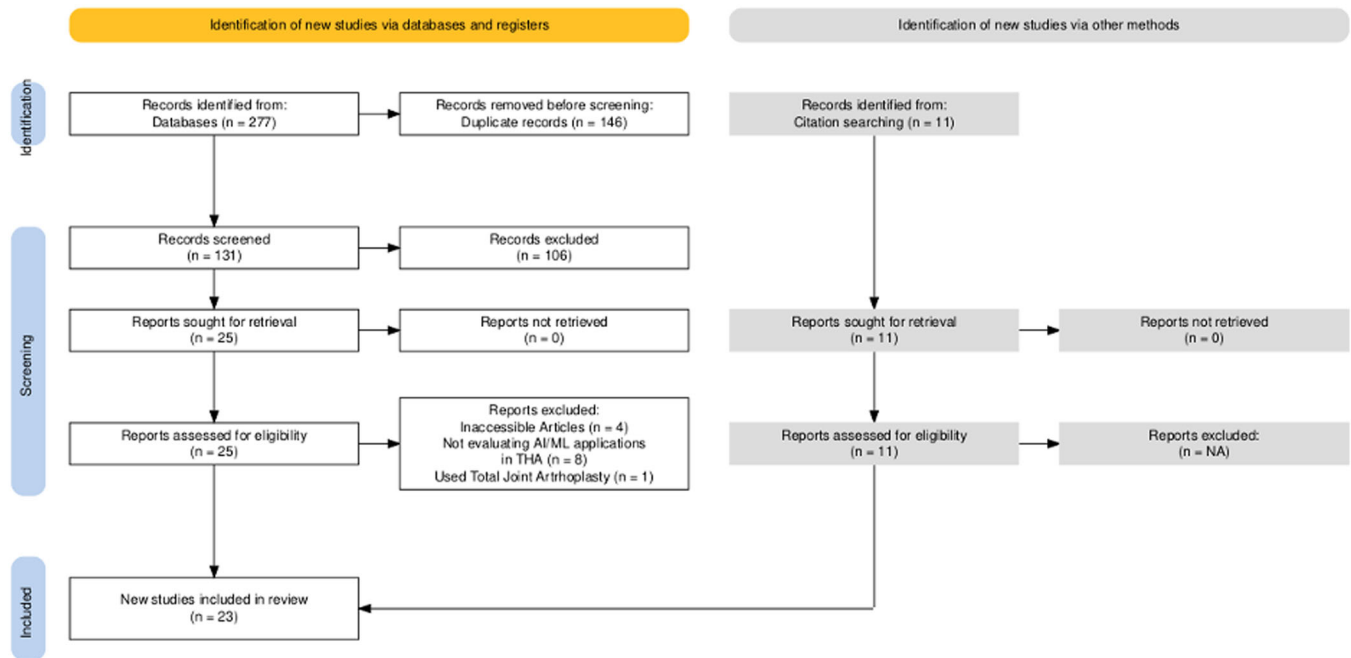 Identification of new studies via databases and registers
Identification of new studies via other methods
Identification
Records identified from:
Databases (n = 277)
Records removed before screening:
Duplicate records (n = 146)
Records identified from:
Citation searching (n = 11)
Screening
Records screened
(n = 131)
Records excluded
(n = 106)
Reports sought for retrieval
(n = 25)
Reports not retrieved
(n = 0)
Reports sought for retrieval
(n = 11)
Reports not retrieved
(n = 0)
Reports assessed for eligibility
(n = 25)
Reports excluded:
Inaccessible Articles (n = 4)
Not evaluating AI/ML applications
in THA (n = 8)
Used Total Joint Artrhoplasty (n = 1)
Reports assessed for eligibility
(n = 11)
Reports excluded:
(n = NA)
Included
New studies included in review
(n = 23)